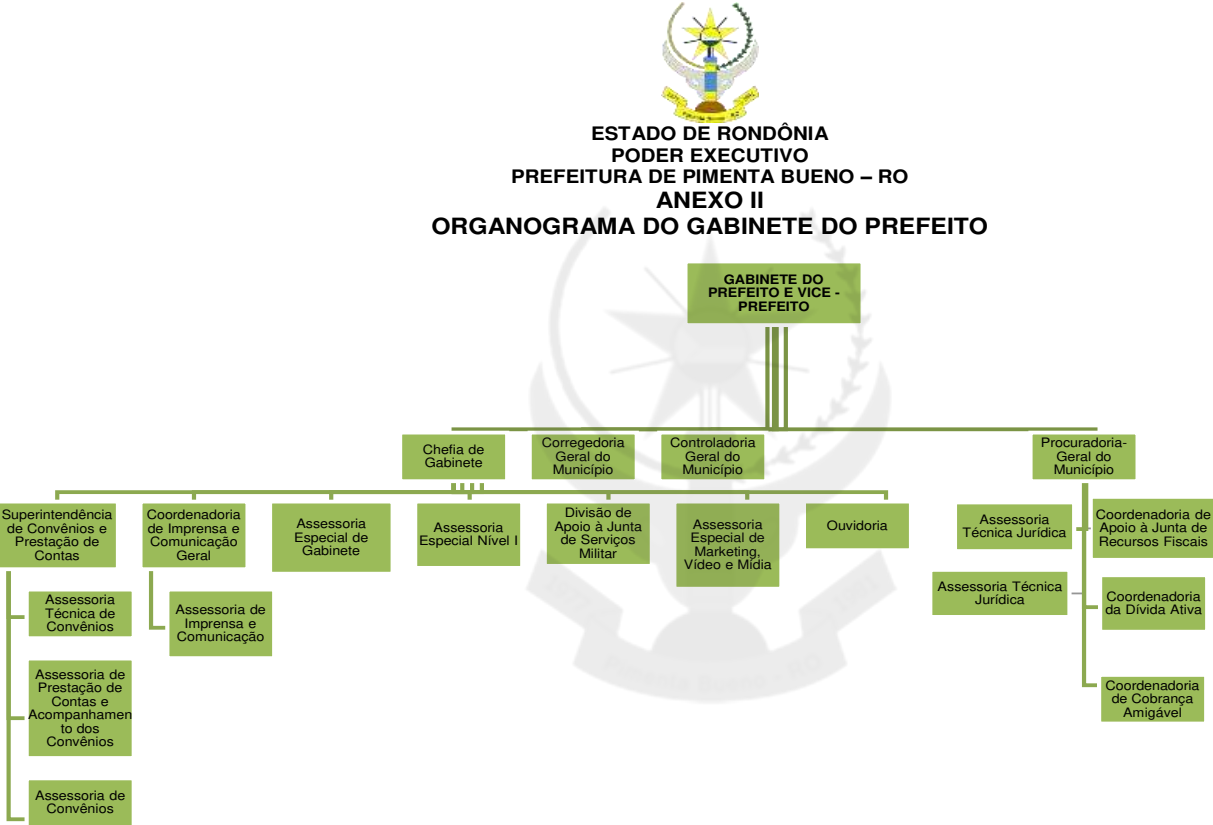 ESTADO DE RONDÔNIA
PODER EXECUTIVO
PREFEITURA DE PIMENTA BUENO – RO
ANEXO II
ORGANOGRAMA DO GABINETE DO PREFEITO
GABINETE DO
PREFEITO E VICE -
PREFEITO
Chefia de
Gabinete
Corregedoria
Geral do
Município
Controladoria
Geral do
Município
Procuradoria-
Geral do
Município
Superintendência
de Convênios e
Prestação de
Contas
Coordenadoria
de Imprensa e
Comunicação
Geral
Assessoria
Especial de
Gabinete
Assessoria
Especial Nível I
Divisão de
Apoio à Junta
de Serviços
Militar
Assessoria
Especial de
Marketing,
Vídeo e Mídia
Ouvidoria
Assessoria
Técnica Jurídica
Coordenadoria de
Apoio à Junta de
Recursos Fiscais
Assessoria
Técnica de
Convênios
Assessoria de
Imprensa e
Comunicação
Assessoria Técnica
Jurídica
Coordenadoria
da Dívida Ativa
Assessoria de
Prestação de
Contas e
Acompanhamen
to dos
Convênios
Coordenadoria
de Cobrança
Amigável
Assessoria de
Convênios
1977
Pimenta Bueno - RO
1981